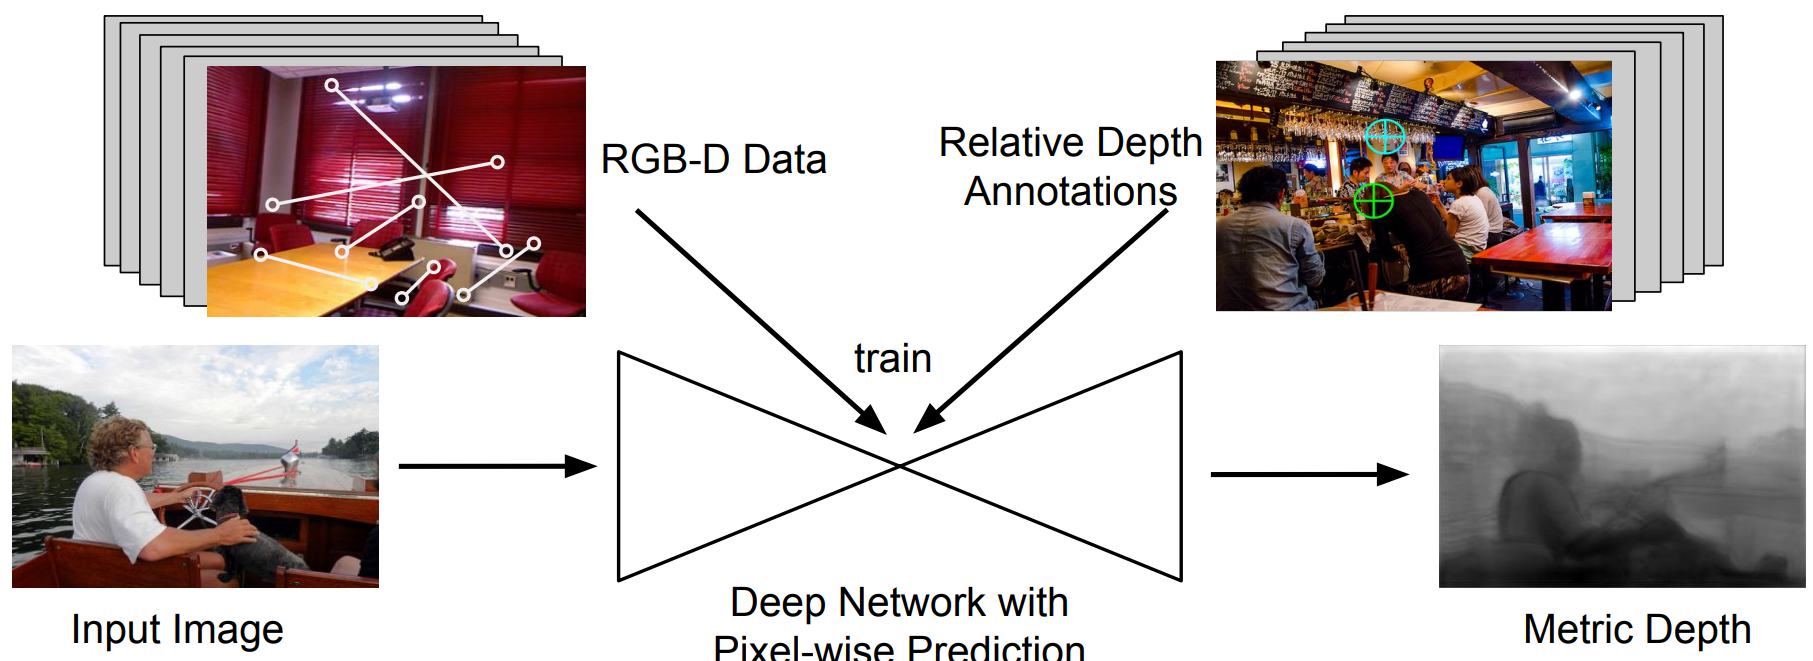 RGB-D Data
Relative Depth
Annotations
train
Input Image
Deep Network with
Pixel-wise Prediction
Metric Depth